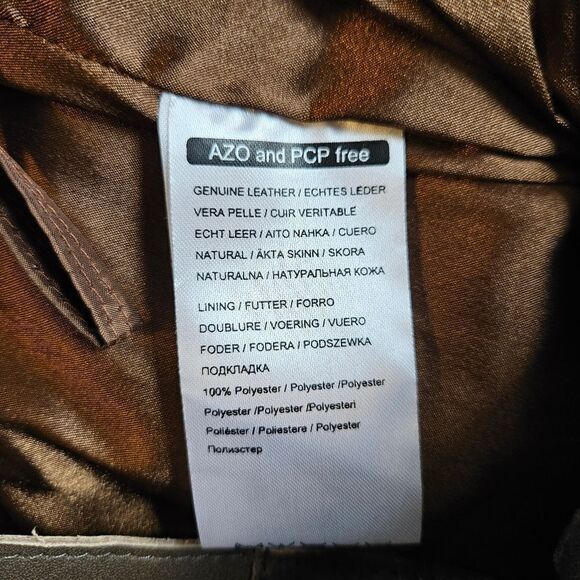 AZO and PCP free
GENUINE LEATHER / ECHTES LEDER
VERA PELLE / CUIR VERITABLE
ECHT LEER / AITO NAHKA / CUERO
NATURAL / ÄKTA SKINN / SKORA
NATURALNA / НАТУРАЛЬНАЯ КОЖА
LINING / FUTTER / FORRO
DOUBLURE / VOERING / VUERO
FODER / FODERA / PODSZEWKA
ПОДКЛАДКА
100% Polyester / Polyester /Polyester
Polyester /Polyester /Polyesteri
Poliéster / Poliestere / Polyester
Полиэстер